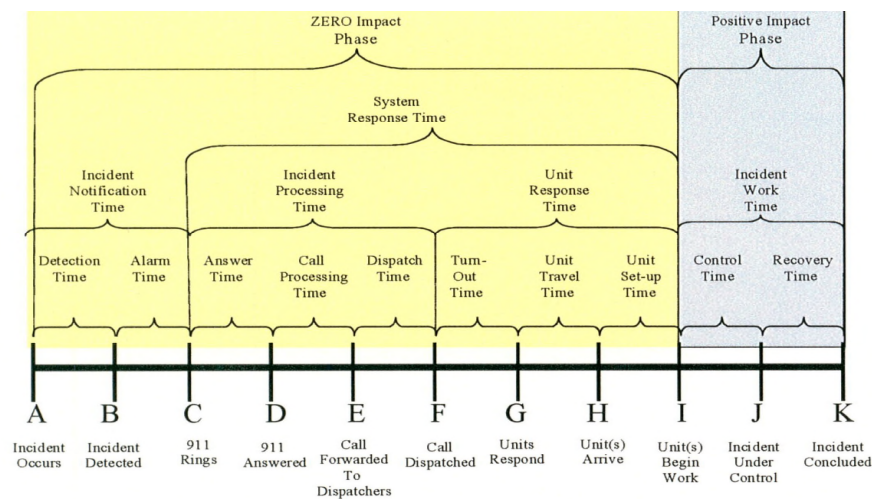 ZERO Impact
Phase
Positive Impact
Phase
System
Response Time
Incident
Notification
Time
Incident
Processing
Time
Unit
Response
Time
Incident
Work
Time
Detection
Time
Alarm
Time
Answer
Time
Call
Processing
Time
Dispatch
Time
Turn-
Out
Time
Unit
Travel
Time
Unit
Set-up
Time
Control
Time
Recovery
Time
A
B
C
D
E
F
G
H
I
J
K
Incident
Occurs
Incident
Detected
911
Rings
911
Answered
Call
Forwarded
To
Dispatchers
Call
Dispatched
Units
Respond
Unit(s)
Arrive
Unit(s)
Begin
Work
Incident
Under
Control
Incident
Concluded